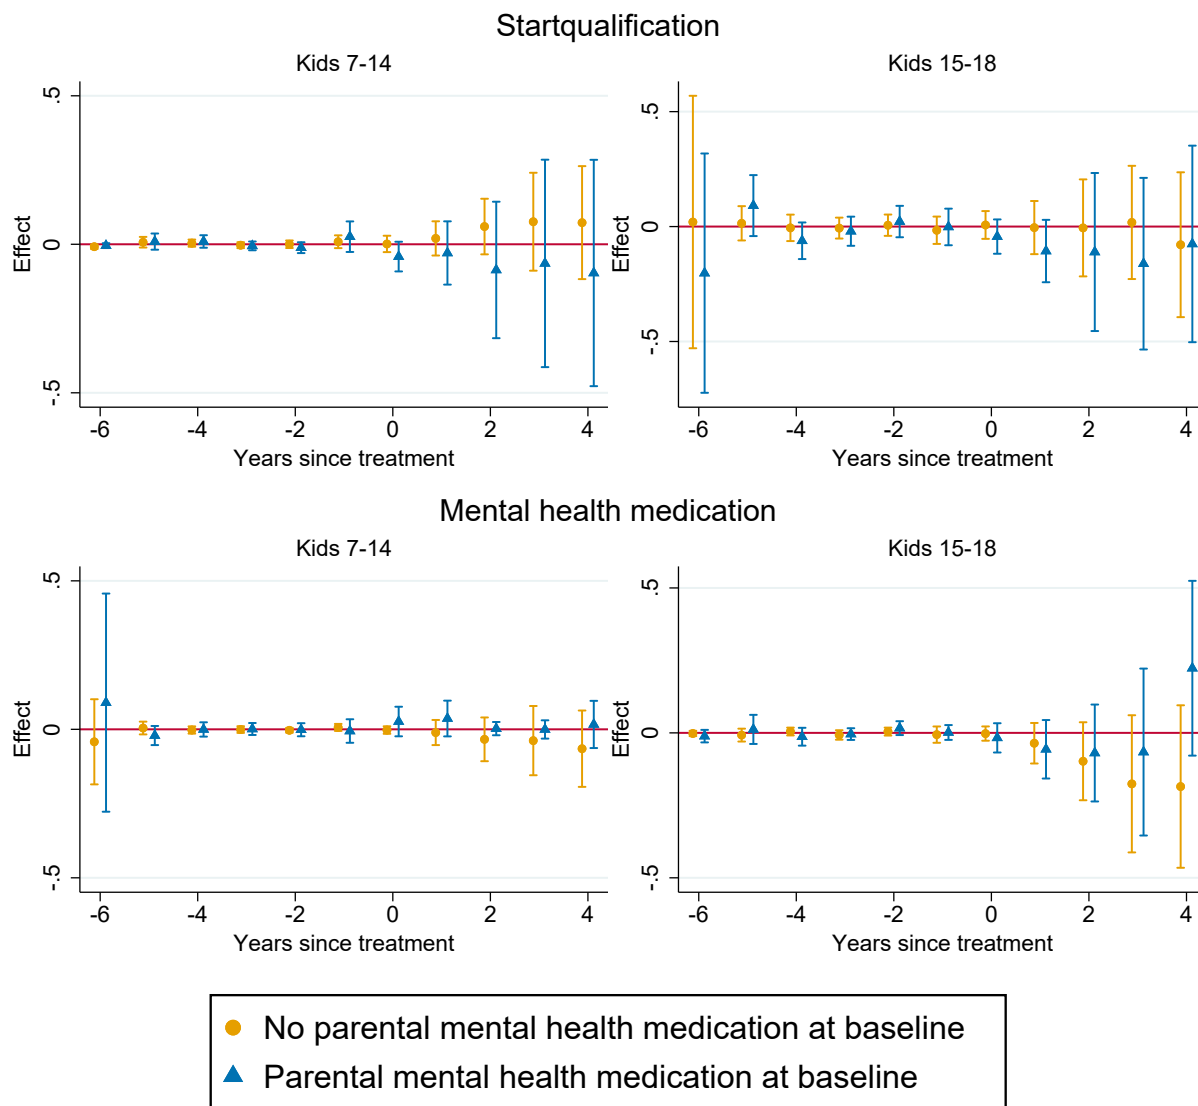 Startqualification
Kids 7-14
Kids 15-18
.5
0
-.5
Effect
-6 -4 -2 0 2 4
Years since treatment
.5
0
-.5
Effect
-6 -4 -2 0 2 4
Years since treatment
Mental health medication
Kids 7-14
Kids 15-18
.5
0
-.5
Effect
-6 -4 -2 0 2 4
Years since treatment
.5
0
-.5
Effect
-6 -4 -2 0 2 4
Years since treatment
No parental mental health medication at baseline
Parental mental health medication at baseline